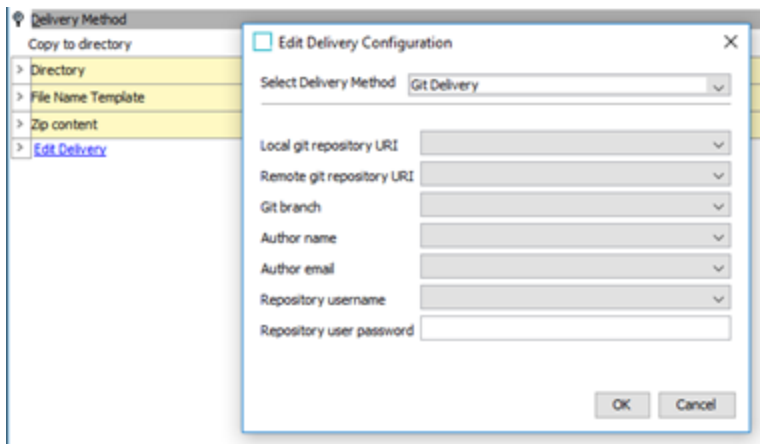 Delivery Method
Copy to directory
Directory
File Name Template
Zip content
Edit Delivery
Edit Delivery Configuration
Select Delivery Method Git Delivery
Local git repository URI
Remote git repository URI
Git branch
Author name
Author email
Repository username
Repository user password
OK Cancel